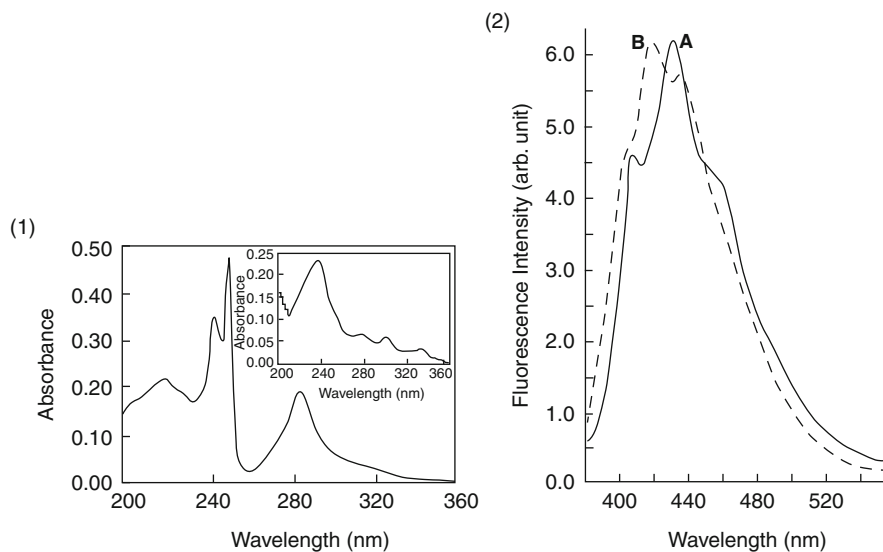 (1)
0.50
0.40
0.30
0.20
0.10
0.00
Absorbance
200 240 280 320 360
Wavelength (nm)
0.25
0.20
0.15
0.10
0.05
0.00
Absorbance
200 240 280 320 360
Wavelength (nm)
(2)
B A
6.0
5.0
4.0
3.0
2.0
1.0
0.0
Fluorescence Intensity (arb. unit)
400 440 480 520
Wavelength (nm)